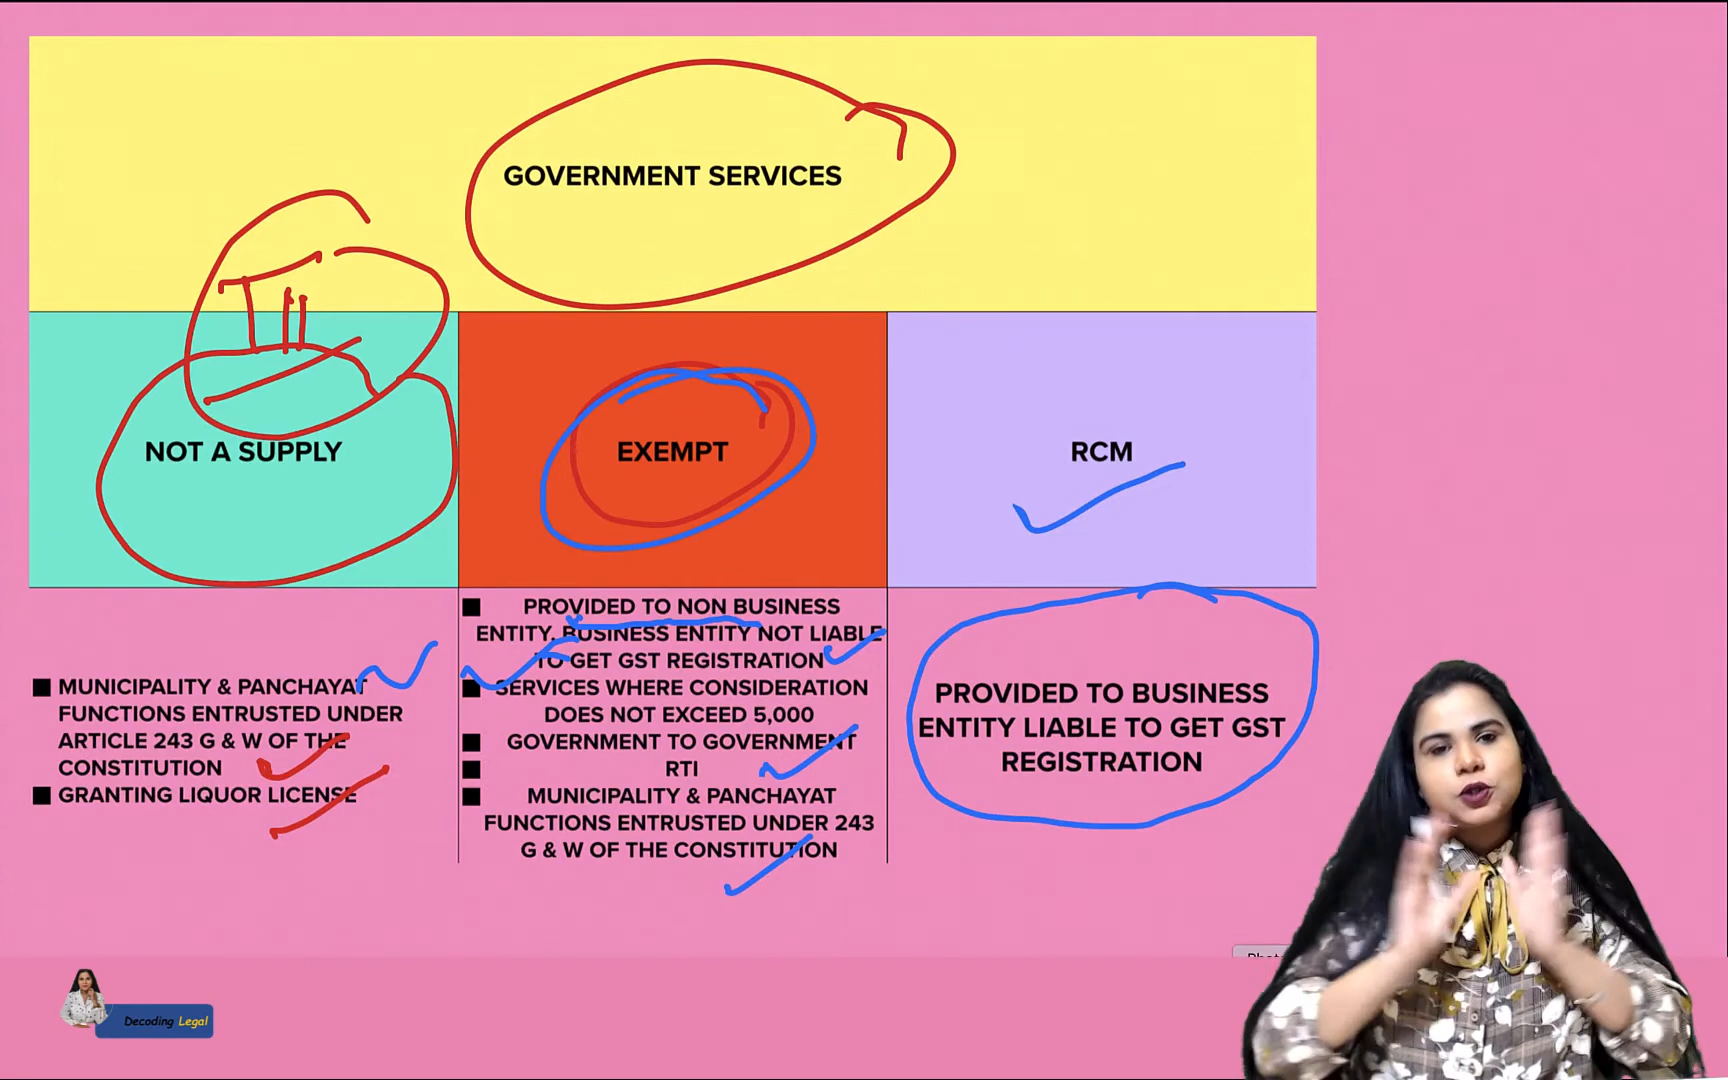 GOVERNMENT SERVICES
NOT A SUPPLY
EXEMPT
RCM
■ MUNICIPALITY & PANCHAYAT
FUNCTIONS ENTRUSTED UNDER
ARTICLE 243 G & W OF THE
CONSTITUTION
■ GRANTING LIQUOR LICENSE
■ PROVIDED TO NON BUSINESS
ENTITY. BUSINESS ENTITY NOT LIABLE
TO GET GST REGISTRATION
■ SERVICES WHERE CONSIDERATION
DOES NOT EXCEED 5,000
■ GOVERNMENT TO GOVERNMENT
■ RTI
■ MUNICIPALITY & PANCHAYAT
FUNCTIONS ENTRUSTED UNDER 243
G & W OF THE CONSTITUTION
PROVIDED TO BUSINESS
ENTITY LIABLE TO GET GST
REGISTRATION
Decoding Legal